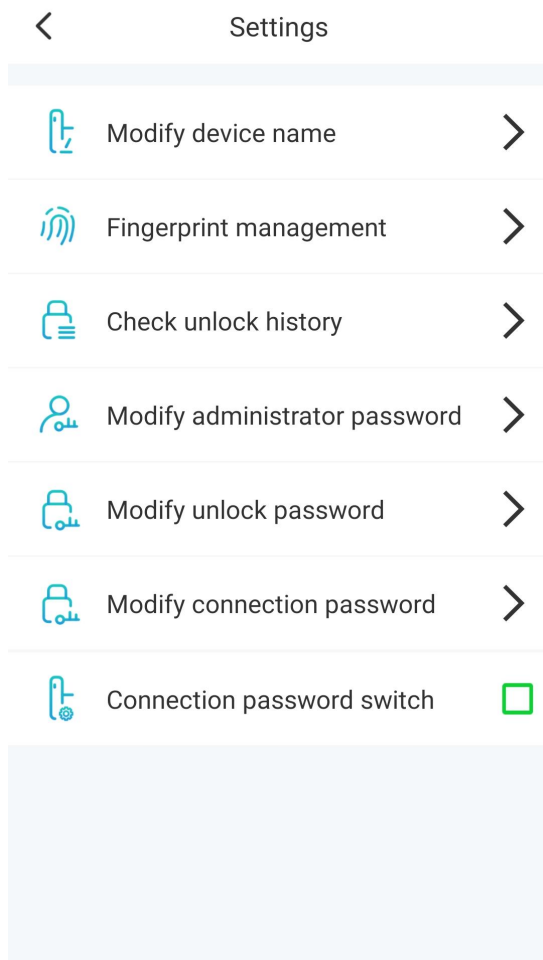 Settings
Modify device name
Fingerprint management
Check unlock history
Modify administrator password
Modify unlock password
Modify connection password
Connection password switch